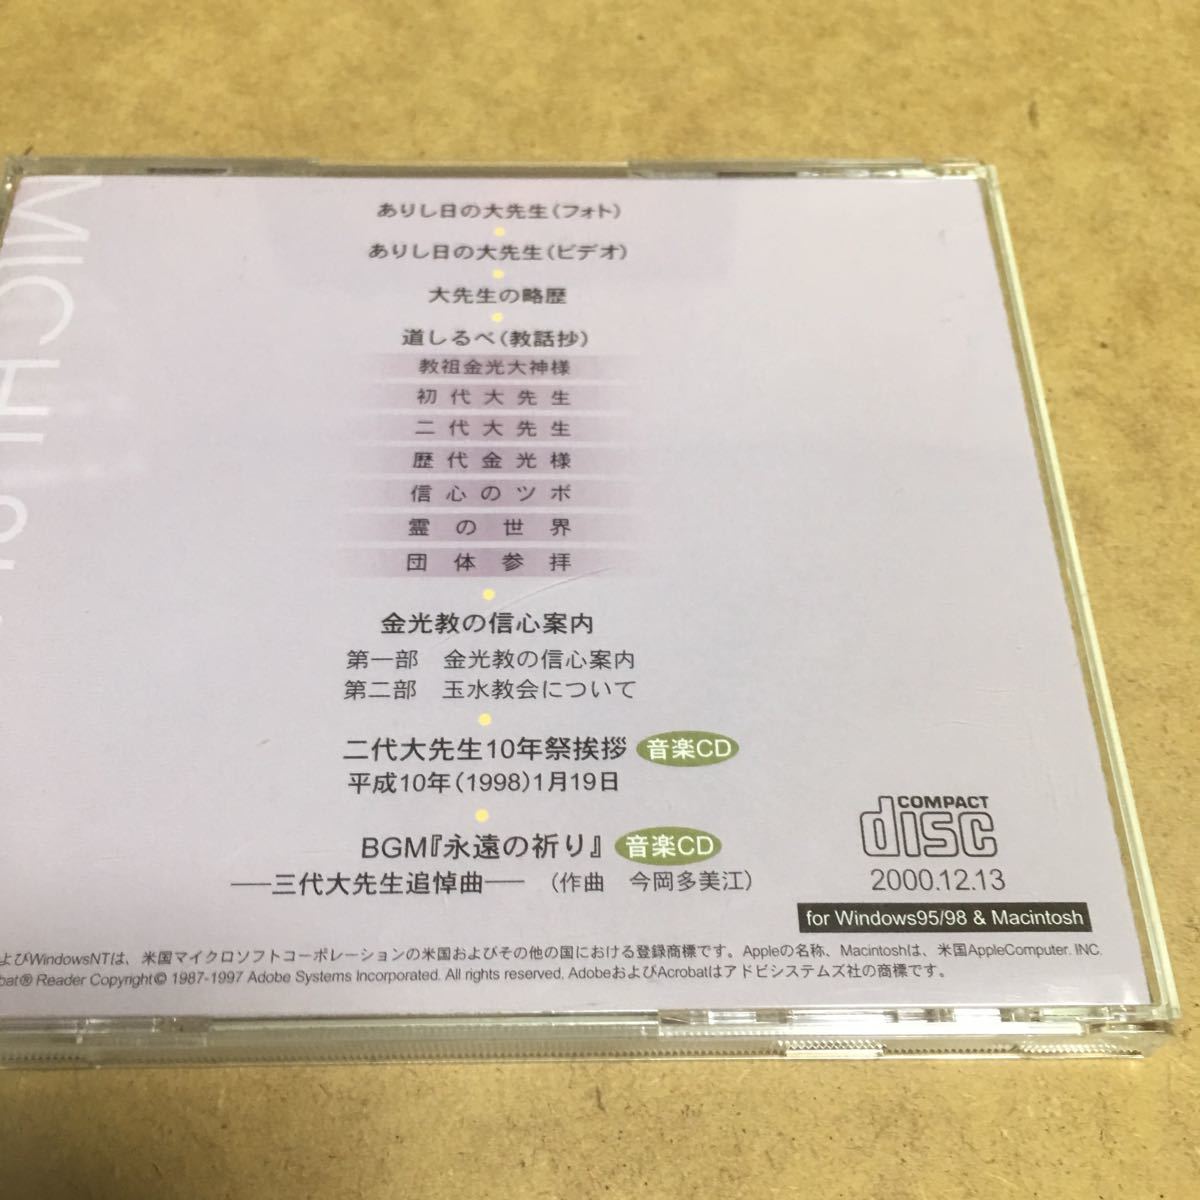 MICHI
ありし日の大先生(フォト)
ありし日の大先生(ビデオ)
大先生の略歴
道しるべ(教話抄)
教祖金光大神様
初代大先生
二代大先生
歴代金光様
信心のツボ
霊の世界
団体参拝
金光教の信心案内
第一部 金光教の信心案内
第二部 玉水教会について
二代大先生10年祭挨拶 音楽CD
平成10年(1998)1月19日
BGM『永遠の祈り』 音楽CD
──三代大先生追悼曲── (作曲 今岡多美江)
COMPACT
disc
2000.12.13
for Windows95/98 & Macintosh
よびWindowsNTは、米国マイクロソフトコーポレーションの米国およびその他の国における登録商標です。Appleの名称、Macintoshは、米国AppleComputer. INC.
bat® Reader Copyright© 1987-1997 Adobe Systems Incorporated. All rights reserved, AdobeおよびAcrobatはアドビシステムズ社の商標です。